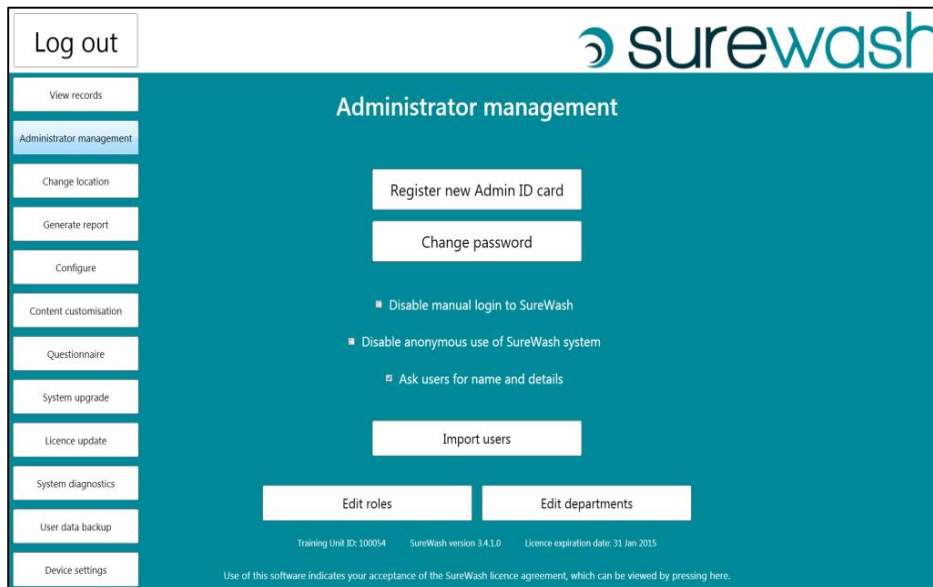 Log out
surewash
View records
Administrator management
Change location
Generate report
Configure
Content customisation
Questionnaire
System upgrade
Licence update
System diagnostics
User data backup
Device settings
Administrator management
Register new Admin ID card
Change password
Disable manual login to SureWash
Disable anonymous use of SureWash system
Ask users for name and details
Import users
Edit roles
Edit departments
Training Unit ID: 100054 SureWash version 3.4.1.0 Licence expiration date: 31 Jan 2015
Use of this software indicates your acceptance of the SureWash licence agreement, which can be viewed by pressing here.